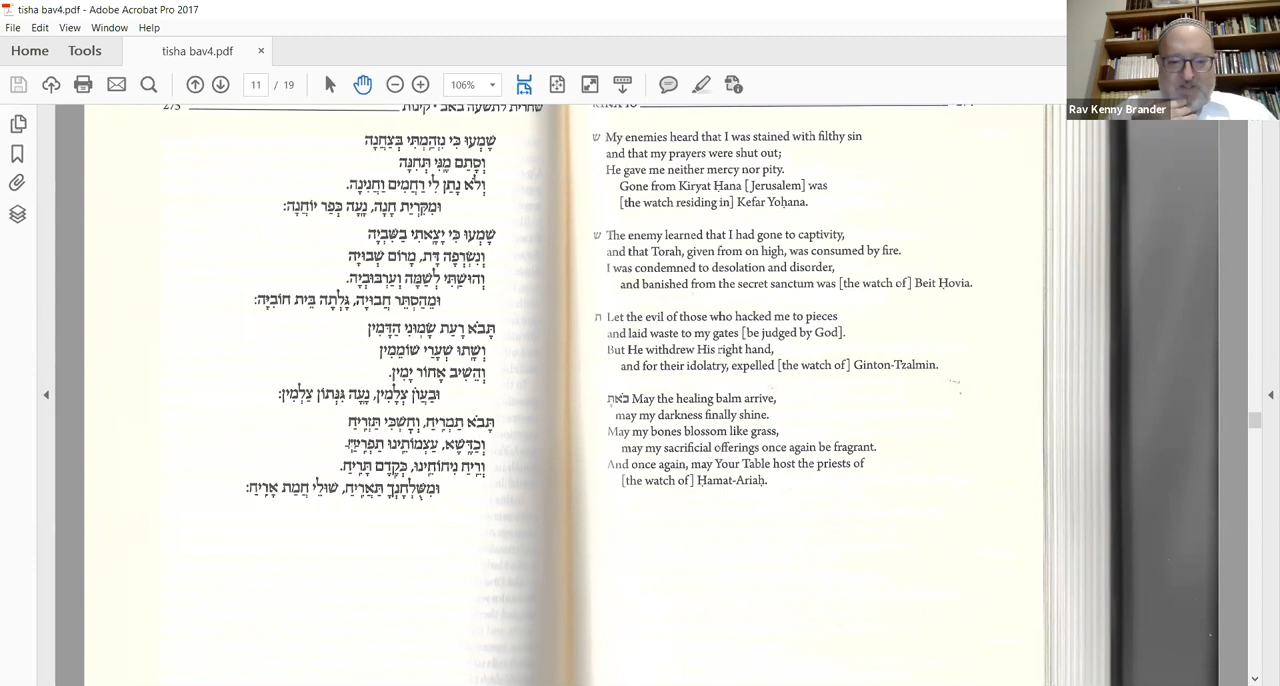 tisha bav4.pdf - Adobe Acrobat Pro 2017
File Edit View Window Help
Home Tools tisha bav4.pdf ×
11 / 19 106%
Rav Kenny Brander
שחרית לתשעה באב • קינות
שָׁמְעוּ כִּי נִזְהַמְתִּי בְּצַחֲנָה
וְסָתַם מֶנִּי תְּחִנָּה
וְלֹא נָתַן לִי רַחֲמִים וַחֲנִינָה.
וּמִקִּרְיַת חָנָה, נָעָה כְּפַר יוֹחָנָה:
שָׁמְעוּ כִּי יָצָאתִי בַּשִּׁבְיָה
וְנִשְׂרְפָה דָּת, מָרוֹם שְׁבוּיָה
וְהוּשַׁתִּי לְשַׁמָּה וְעִרְבּוּבְיָה.
וּמֵהַסְתֵּר חֲבוּיָה, גָּלְתָה בֵּית חוֹבִיָּה:
תָּבֹא רָעַת שָׂמוּנִי הַדָּמִין
וְשָׁתוּ שְׁעָרַי שׁוֹמֵמִין
וְהֵשִׁיב אָחוֹר יָמִין.
וּבַעֲוֹן צְלָמִין, נָעָה גִּנְּתוֹן צַלְמִין:
תָּבֹא תַמְרִיחַ, וְחָשְׁכִּי תַזְרִיחַ
וְכַדֶּשֶׁא, עַצְמוֹתֵינוּ תַפְרִיחַ.
וְרֵיחַ נִיחוֹחֵינוּ, כְּקֶדֶם תָּרִיחַ.
וּמִשֻּׁלְחָנְךָ תַּאֲרִיחַ, שׁוּלֵי חַמַּת אָרִיחַ:
ש My enemies heard that I was stained with filthy sin
and that my prayers were shut out;
He gave me neither mercy nor pity.
Gone from Kiryat Ḥana [Jerusalem] was
[the watch residing in] Kefar Yoḥana.
ש The enemy learned that I had gone to captivity,
and that Torah, given from on high, was consumed by fire.
I was condemned to desolation and disorder,
and banished from the secret sanctum was [the watch of] Beit Ḥovia.
ת Let the evil of those who hacked me to pieces
and laid waste to my gates [be judged by God].
But He withdrew His right hand,
and for their idolatry, expelled [the watch of] Ginton-Tzalmin.
May the healing balm arrive,
may my darkness finally shine.
May my bones blossom like grass,
may my sacrificial offerings once again be fragrant.
And once again, may Your Table host the priests of
[the watch of] Ḥamat-Ariaḥ.